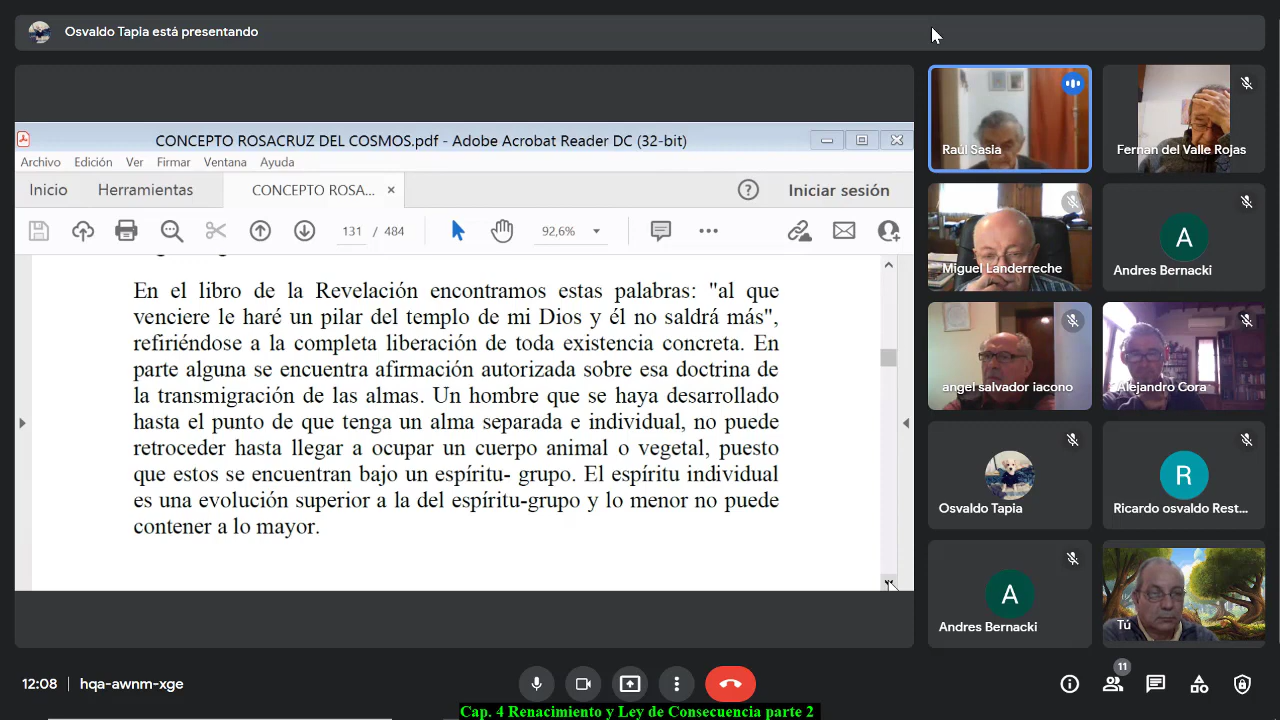 Osvaldo Tapia está presentando
CONCEPTO ROSACRUZ DEL COSMOS.pdf - Adobe Acrobat Reader DC (32-bit)
Archivo Edición Ver Firmar Ventana Ayuda
Inicio Herramientas CONCEPTO ROSA... × ? Iniciar sesión
131 / 484 92,6%
En el libro de la Revelación encontramos estas palabras: "al que
venciere le haré un pilar del templo de mi Dios y él no saldrá más",
refiriéndose a la completa liberación de toda existencia concreta. En
parte alguna se encuentra afirmación autorizada sobre esa doctrina de
la transmigración de las almas. Un hombre que se haya desarrollado
hasta el punto de que tenga un alma separada e individual, no puede
retroceder hasta llegar a ocupar un cuerpo animal o vegetal, puesto
que estos se encuentran bajo un espíritu- grupo. El espíritu individual
es una evolución superior a la del espíritu-grupo y lo menor no puede
contener a lo mayor.
Raúl Sasia
Fernan del Valle Rojas
Miguel Landerreche
A
Andres Bernacki
angel salvador iacono
Alejandro Cora
Osvaldo Tapia
R
Ricardo osvaldo Rest...
A
Andres Bernacki
Tú
12:08 | hqa-awnm-xge
11
Cap. 4 Renacimiento y Ley de Consecuencia parte 2